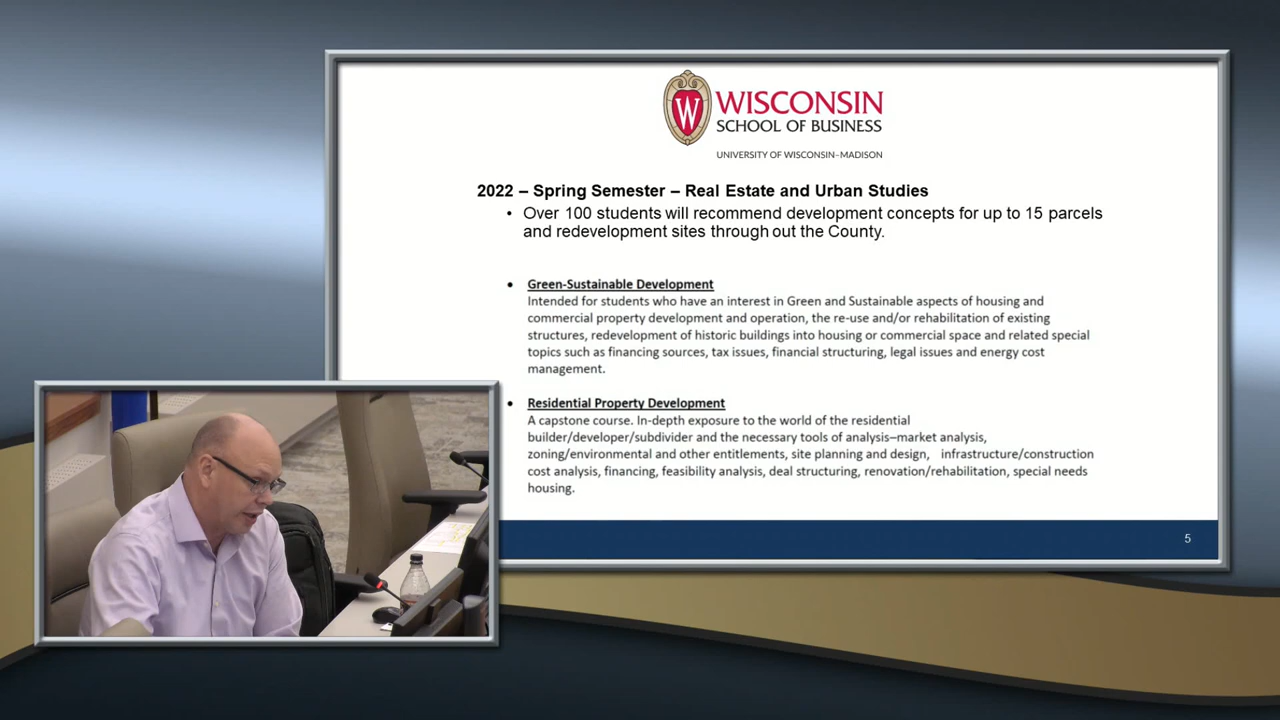 W
WISCONSIN
SCHOOL OF BUSINESS
UNIVERSITY OF WISCONSIN–MADISON
2022 – Spring Semester – Real Estate and Urban Studies
• Over 100 students will recommend development concepts for up to 15 parcels
and redevelopment sites through out the County.
• Green-Sustainable Development
Intended for students who have an interest in Green and Sustainable aspects of housing and
commercial property development and operation, the re-use and/or rehabilitation of existing
structures, redevelopment of historic buildings into housing or commercial space and related special
topics such as financing sources, tax issues, financial structuring, legal issues and energy cost
management.
• Residential Property Development
A capstone course. In-depth exposure to the world of the residential
builder/developer/subdivider and the necessary tools of analysis–market analysis,
zoning/environmental and other entitlements, site planning and design, infrastructure/construction
cost analysis, financing, feasibility analysis, deal structuring, renovation/rehabilitation, special needs
housing.
5